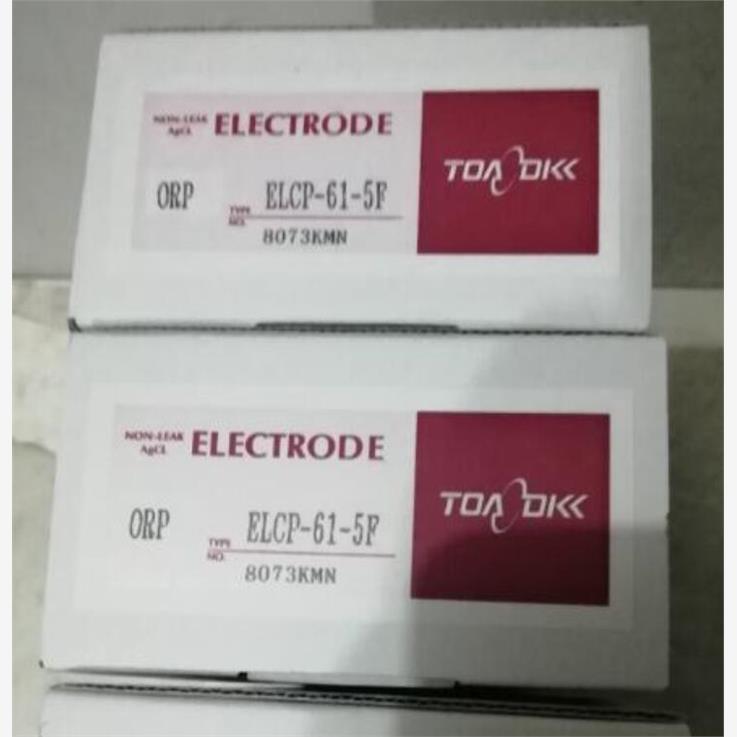 NON-LEAK ELECTRODE
AgCL
TOA DKK
ORP ELCP-61-5F
TYPE
NO.
8073KMN
NON-LEAK ELECTRODE
AgCL
TOA DKK
ORP ELCP-61-5F
TYPE
NO.
8073KMN